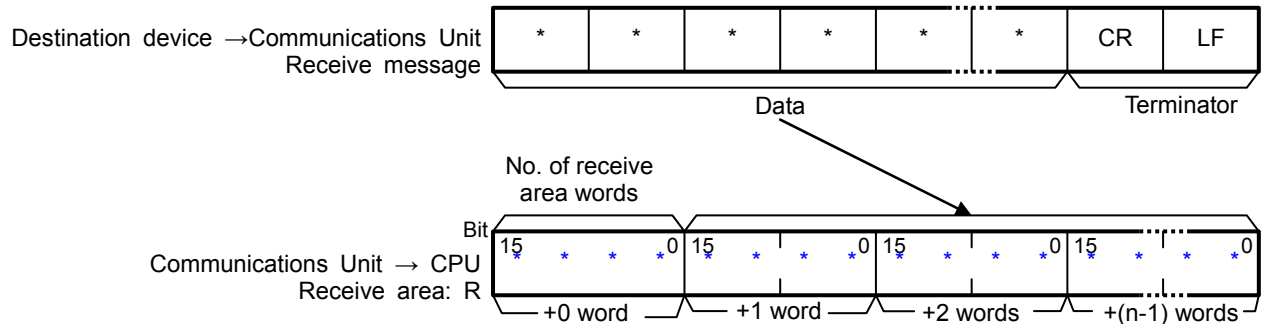 Destination device →Communications Unit
Receive message
* * * * * * CR LF
Data Terminator
No. of receive
area words
Bit
15 0 15 0 15 0 15 0
Communications Unit → CPU
Receive area: R
* * * * * * * * * * * * * * * *
+0 word +1 word +2 words +(n-1) words